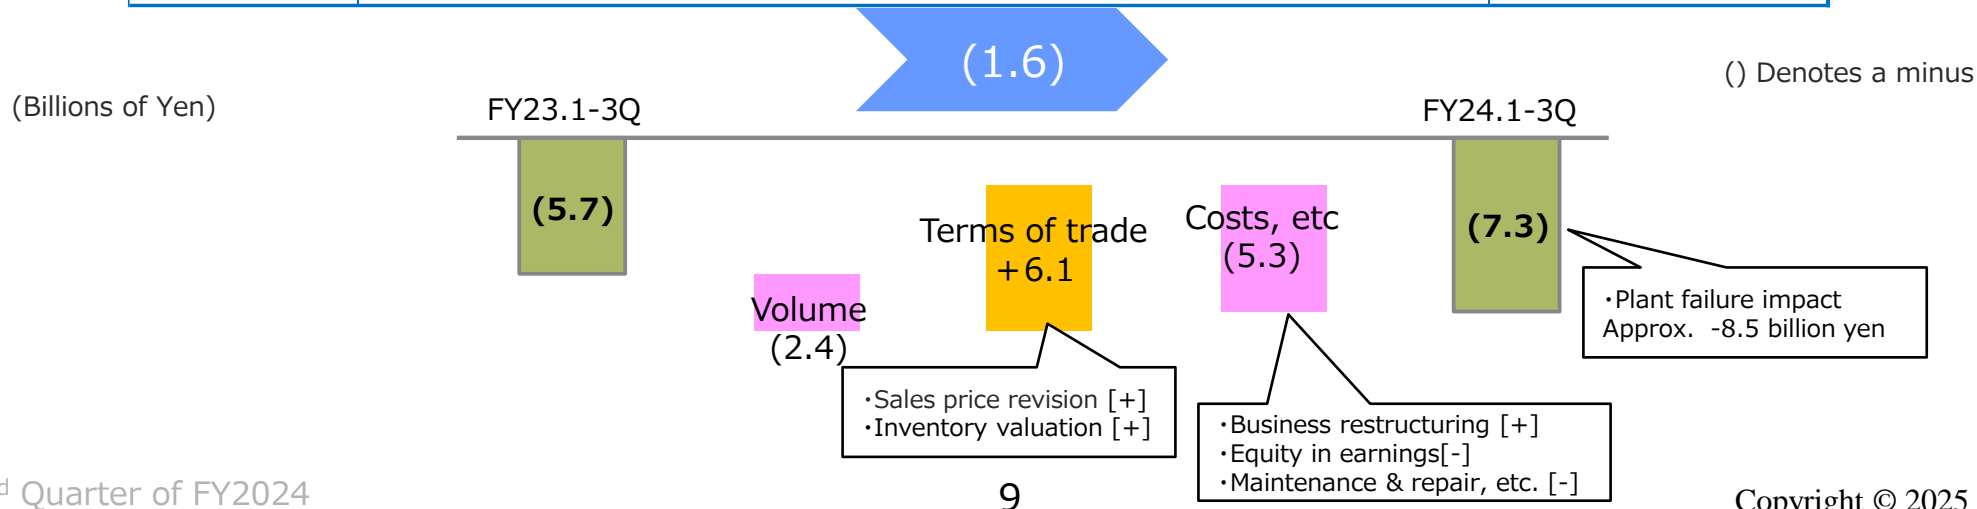 (1.6)
() Denotes a minus
(Billions of Yen)
FY23.1-3Q
FY24.1-3Q
(5.7)
Volume
(2.4)
Terms of trade
+6.1
Costs, etc
(5.3)
(7.3)
・Plant failure impact
Approx. -8.5 billion yen
・Sales price revision [+]
・Inventory valuation [+]
・Business restructuring [+]
・Equity in earnings[-]
・Maintenance & repair, etc. [-]
d Quarter of FY2024
9
Copyright © 2025